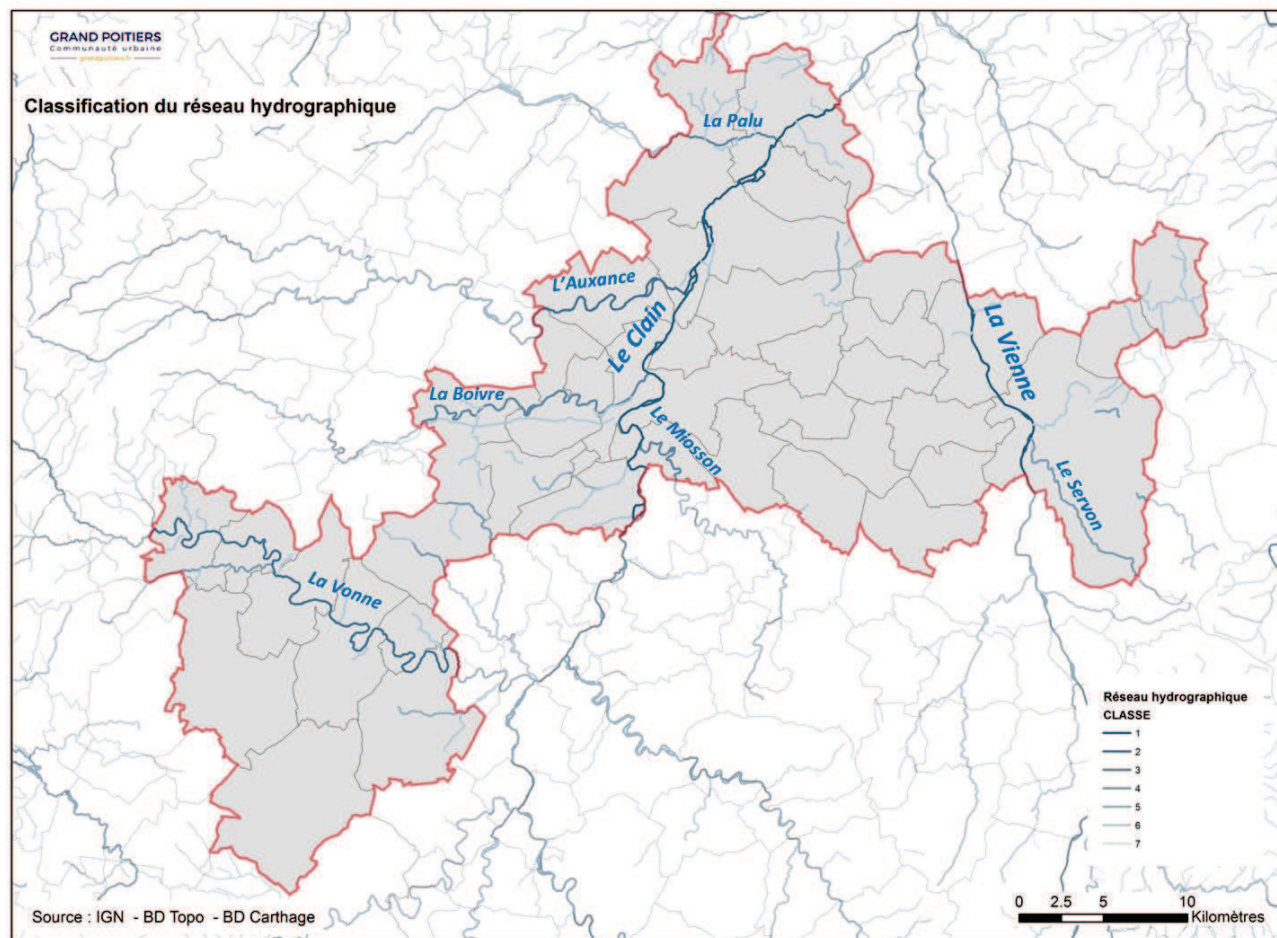 GRAND POITIERS
Communauté urbaine
grandpoitiers.fr
Classification du réseau hydrographique
La Palu
L'Auxance
Le Clain
La Vienne
La Boivre
Le Miosson
Le Servon
La Vonne
Réseau hydrographique
CLASSE
1
2
3
4
5
6
7
Source : IGN - BD Topo - BD Carthage
0 2.5 5 10
Kilomètres